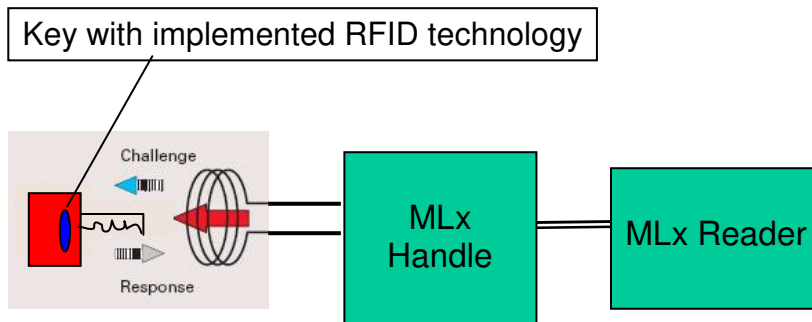 Key with implemented RFID technology
Challenge
Response
MLx
Handle
MLx Reader